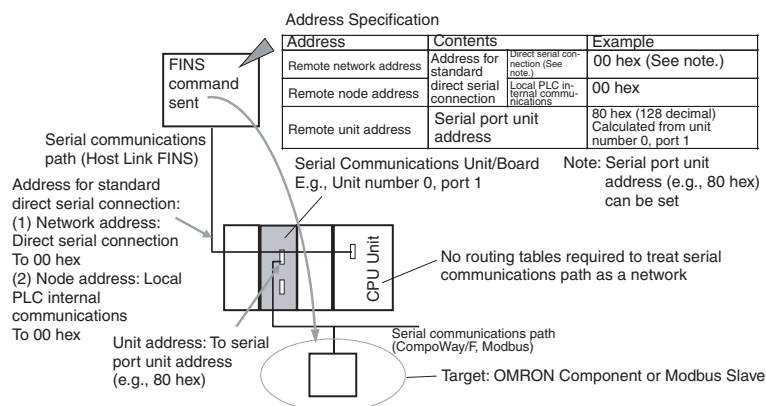 Address Specification
Address Contents Example
Remote network address
Address for
standard
direct serial
connection
Direct serial con-
nection (See
note.)
00 hex (See note.)
Remote node address
Local PLC in-
ternal commu-
nications
00 hex
Remote unit address
Serial port unit
address
80 hex (128 decimal)
Calculated from unit
number 0, port 1
FINS
command
sent
Serial communications
path (Host Link FINS)
Serial Communications Unit/Board
E.g., Unit number 0, port 1
Note: Serial port unit
address (e.g., 80 hex)
can be set
Address for standard
direct serial connection:
(1) Network address:
Direct serial connection
To 00 hex
(2) Node address: Local
PLC internal
communications
To 00 hex
CPU Unit
No routing tables required to treat serial
communications path as a network
Unit address: To serial
port unit address
(e.g., 80 hex)
Serial communications path
(CompoWay/F, Modbus)
Target: OMRON Component or Modbus Slave